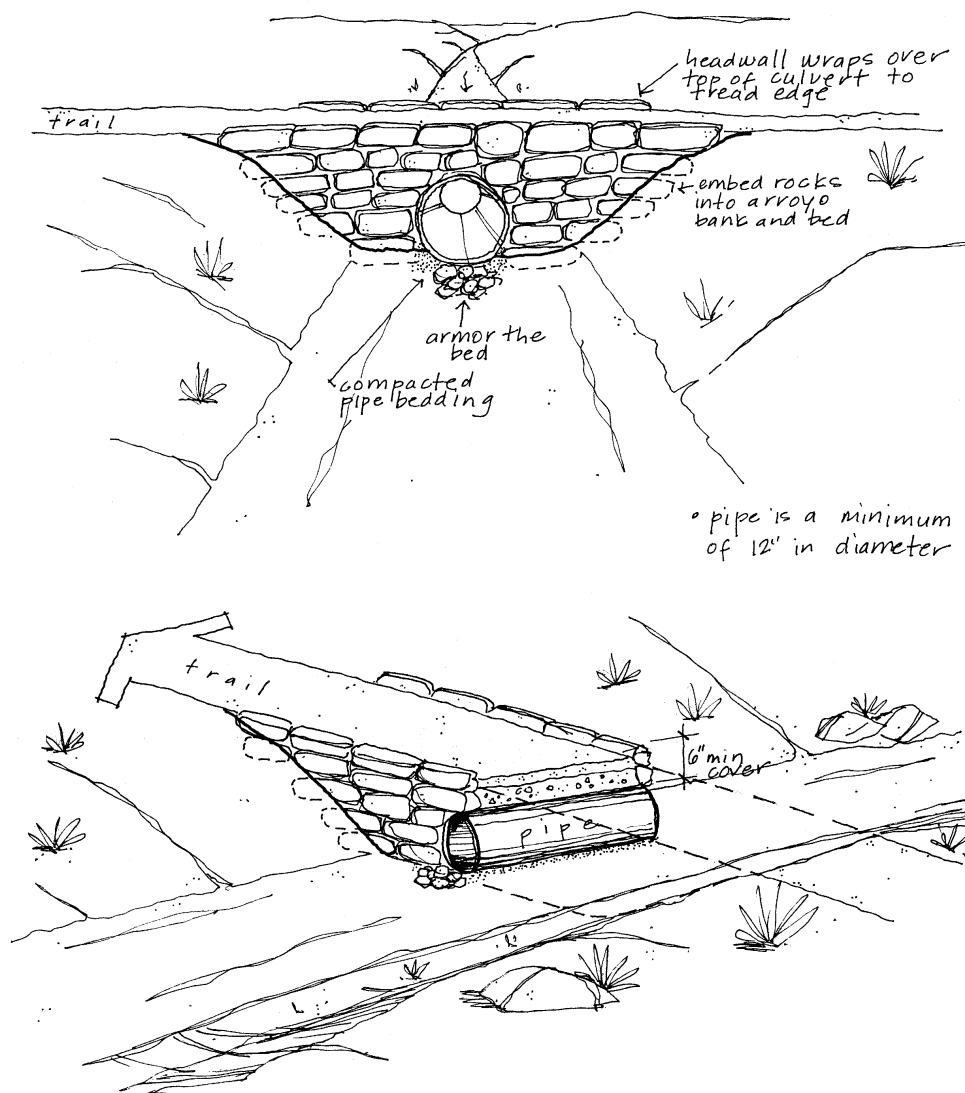 headwall wraps over
top of culvert to
tread edge
trail
embed rocks
into arroyo
bank and bed
armor the
bed
compacted
pipe bedding
• pipe is a minimum
of 12" in diameter
trail
6" min
cover
pipe